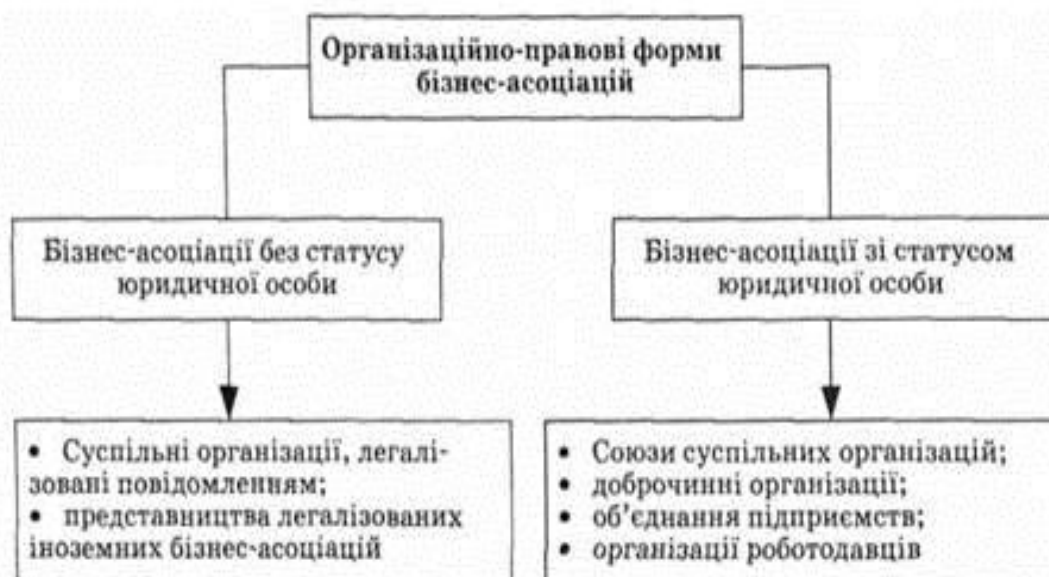 Організаційно-правові форми
бізнес-асоціацій
Бізнес-асоціації без статусу
юридичної особи
Бізнес-асоціації зі статусом
юридичної особи
• Суспільні організації, легалі-
зовані повідомленням;
• представництва легалізованих
іноземних бізнес-асоціацій
• Союзи суспільних організацій;
• доброчинні організації;
• об’єднання підприємств;
• організації роботодавців